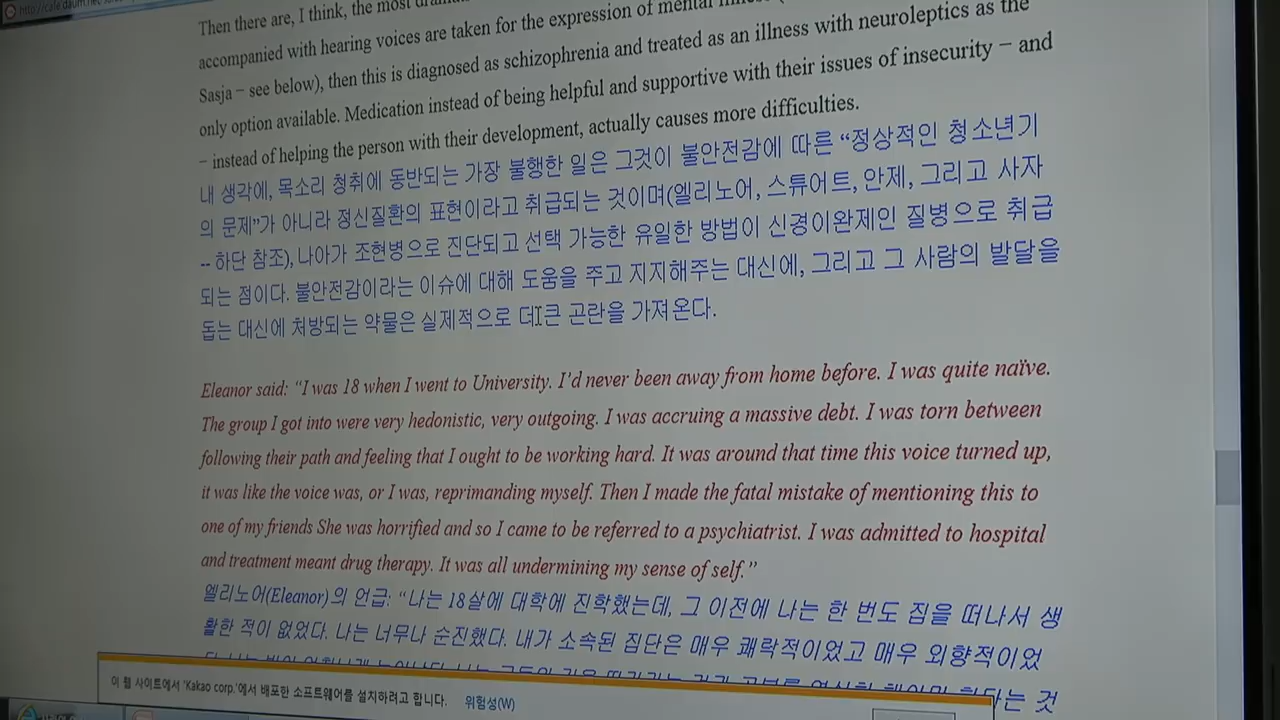 http://cafe.daum.net
Then there are, I think, the most
accompanied with hearing voices are taken for the expression of mental
Sasja – see below), then this is diagnosed as schizophrenia and treated as an illness with neuroleptics as the
only option available. Medication instead of being helpful and supportive with their issues of insecurity – and
– instead of helping the person with their development, actually causes more difficulties.
내 생각에, 목소리 청취에 동반되는 가장 불행한 일은 그것이 불안전감에 따른 “정상적인 청소년기
의 문제”가 아니라 정신질환의 표현이라고 취급되는 것이며(엘리노어, 스튜어트, 안제, 그리고 사자
-- 하단 참조), 나아가 조현병으로 진단되고 선택 가능한 유일한 방법이 신경이완제인 질병으로 취급
되는 점이다. 불안전감이라는 이슈에 대해 도움을 주고 지지해주는 대신에, 그리고 그 사람의 발달을
돕는 대신에 처방되는 약물은 실제적으로 더 큰 곤란을 가져온다.
Eleanor said: “I was 18 when I went to University. I’d never been away from home before. I was quite naïve.
The group I got into were very hedonistic, very outgoing. I was accruing a massive debt. I was torn between
following their path and feeling that I ought to be working hard. It was around that time this voice turned up,
it was like the voice was, or I was, reprimanding myself. Then I made the fatal mistake of mentioning this to
one of my friends She was horrified and so I came to be referred to a psychiatrist. I was admitted to hospital
and treatment meant drug therapy. It was all undermining my sense of self.”
엘리노어(Eleanor)의 언급: “나는 18살에 대학에 진학했는데, 그 이전에 나는 한 번도 집을 떠나서 생
활한 적이 없었다. 나는 너무나 순진했다. 내가 소속된 집단은 매우 쾌락적이었고 매우 외향적이었
는 것
이 웹 사이트에서 'Kakao corp.'에서 배포한 소프트웨어를 설치하려고 합니다. 위험성(W)